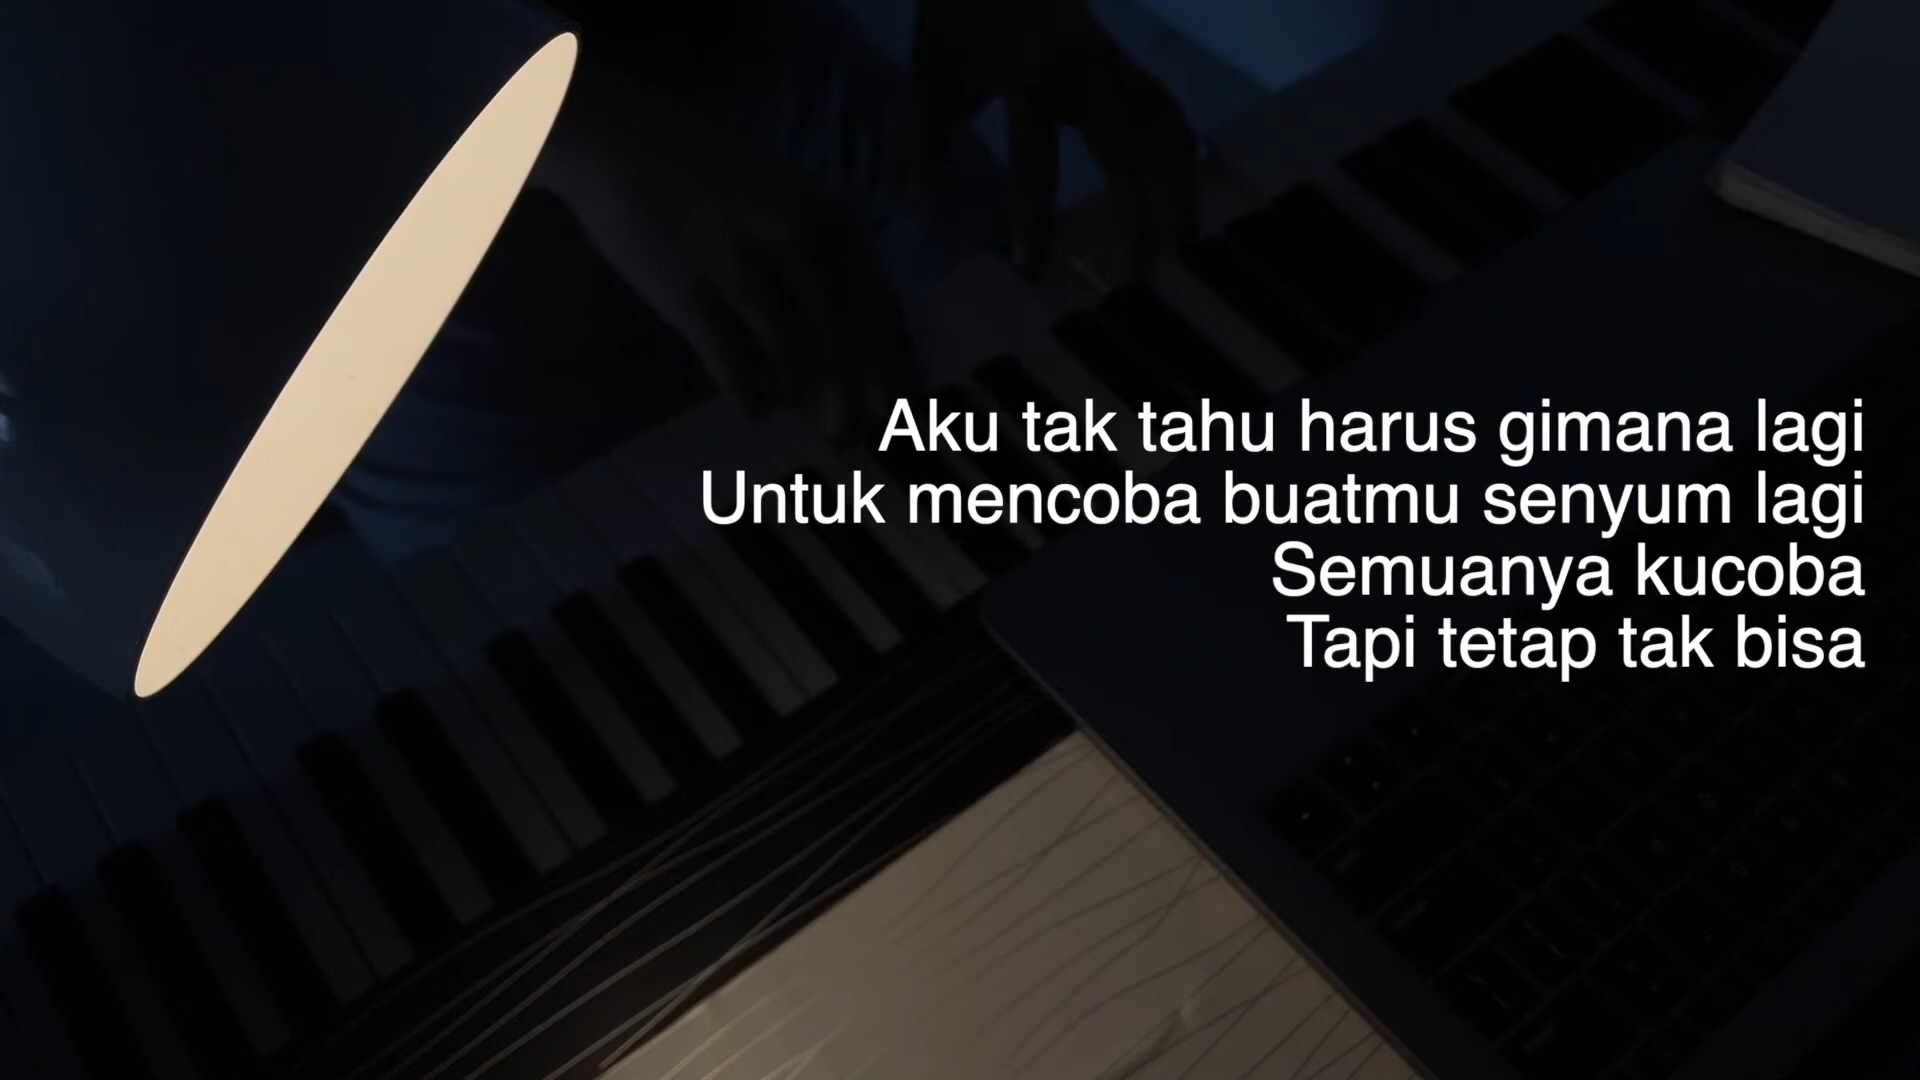 Aku tak tahu harus gimana lagi
Untuk mencoba buatmu senyum lagi
Semuanya kucoba
Tapi tetap tak bisa